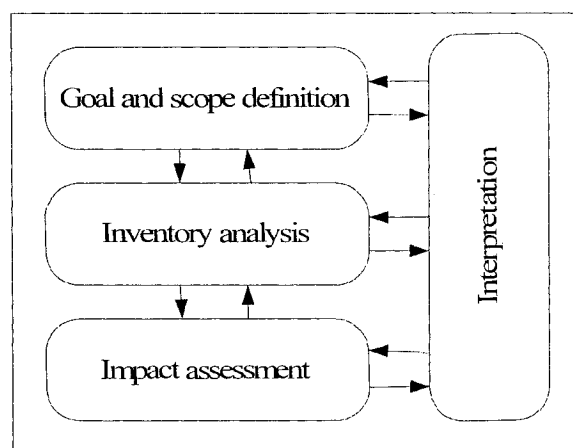 Goal and scope definition
Inventory analysis
Impact assessment
Interpretation